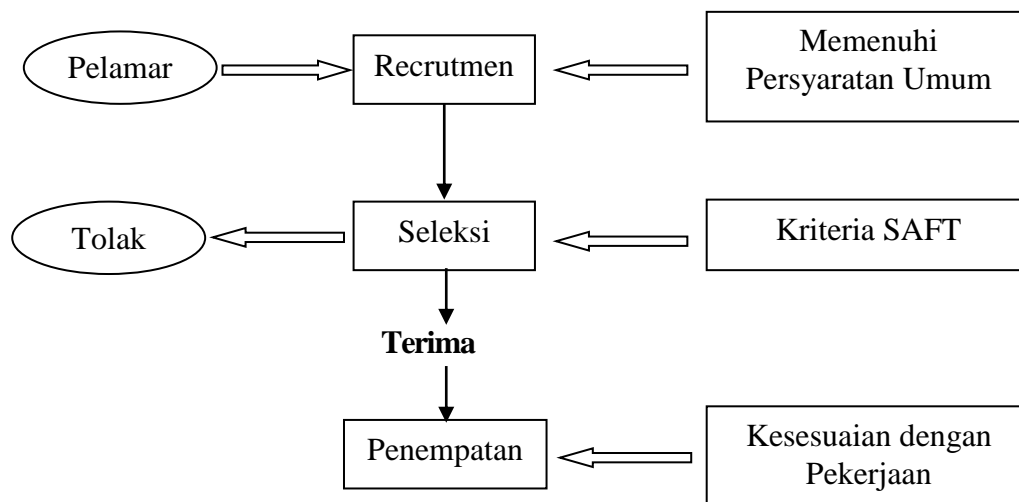 Pelamar
Recrutmen
Memenuhi
Persyaratan Umum
Tolak
Seleksi
Kriteria SAFT
Terima
Penempatan
Kesesuaian dengan
Pekerjaan